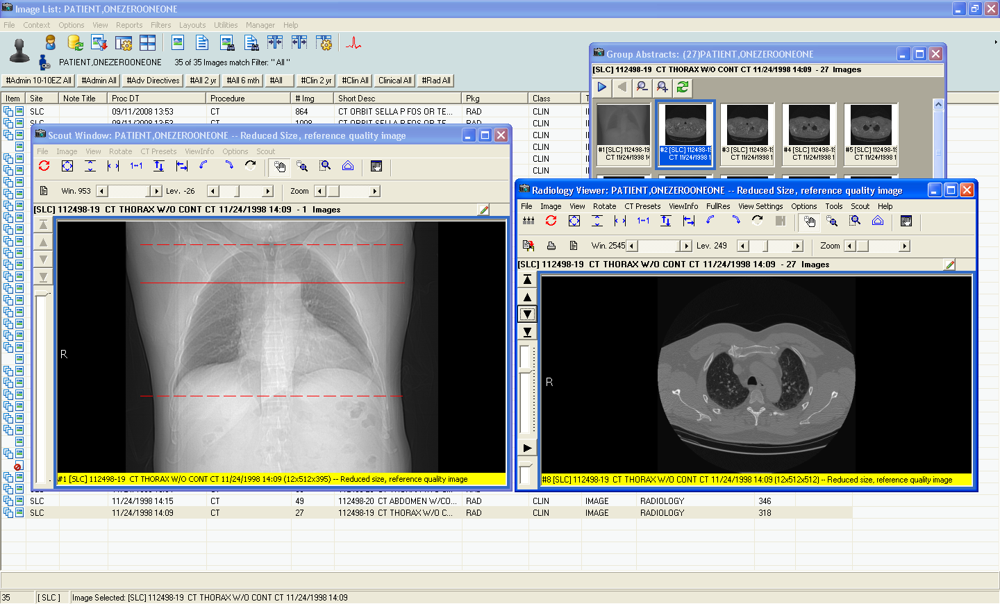 Image List: PATIENT,ONEZEROONEONE
File Context Options View Reports Filters Layouts Utilities Manager Help
PATIENT,ONEZEROONEONE 35 of 35 Images match Filter: "All"
#Admin 10-10EZ All #Admin All #Adv Directives #All 2 yr #All 6 mth #All #Clin 2 yr #Clin All Clinical All #Rad All
Item Site Note Title Proc DT Procedure # Img Short Desc Pkg Class
SLC 09/11/2008 13:53 CT 864 CT ORBIT SELLA P FOS OR TE... RAD CLIN
SLC 09/11/2008 13:53 CT 1008 CT ORBIT SELLA P FOS OR TE... RAD CLIN
CLIN
CLIN
CLIN
CLIN
Group Abstracts: (27)PATIENT,ONEZEROONEONE
[SLC] 112498-19 CT THORAX W/O CONT CT 11/24/1998 14:09 - 27 Images
#1 [SLC] 112498-19
CT 11/24/1998 1
#2 [SLC] 112498-19
CT 11/24/1998 1
#3 [SLC] 112498-19
CT 11/24/1998 1
#4 [SLC] 112498-19
CT 11/24/1998 1
#5 [SLC] 112498-19
CT 11/24/1998 1
Scout Window: PATIENT,ONEZEROONEONE -- Reduced Size, reference quality image
File Image View Rotate CT Presets ViewInfo Options Scout
1↔1
Win. 953 Lev. -26 Zoom
[SLC] 112498-19 CT THORAX W/O CONT CT 11/24/1998 14:09 - 1 Images
R
#1 [SLC] 112498-19 CT THORAX W/O CONT CT 11/24/1998 14:09 (12x512x395) -- Reduced size, reference quality image
Radiology Viewer: PATIENT,ONEZEROONEONE -- Reduced Size, reference quality image
File Image View Rotate CT Presets ViewInfo FullRes View Settings Options Tools Scout Help
1↔1
Win. 2545 Lev. 249 Zoom
[SLC] 112498-19 CT THORAX W/O CONT CT 11/24/1998 14:09 - 27 Images
R
#8 [SLC] 112498-19 CT THORAX W/O CONT CT 11/24/1998 14:09 (12x512x512) -- Reduced size, reference quality image
SLC 11/24/1998 14:15 CT 49 112498-20 CT ABDOMEN W/CO... RAD CLIN IMAGE RADIOLOGY 346
SLC 11/24/1998 14:09 CT 27 112498-19 CT THORAX W/O C... RAD CLIN IMAGE RADIOLOGY 318
35 [ SLC ] Image Selected: [SLC] 112498-19 CT THORAX W/O CONT CT 11/24/1998 14:09